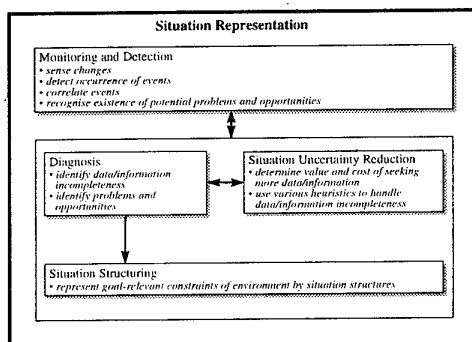 Situation Representation
Monitoring and Detection
• sense changes
• detect occurrence of events
• correlate events
• recognise existence of potential problems and opportunities
Diagnosis
• identify data/information
incompleteness
• identify problems and
opportunities
Situation Uncertainty Reduction
• determine value and cost of seeking
more data/information
• use various heuristics to handle
data/information incompleteness
Situation Structuring
• represent goal-relevant constraints of environment by situation structures